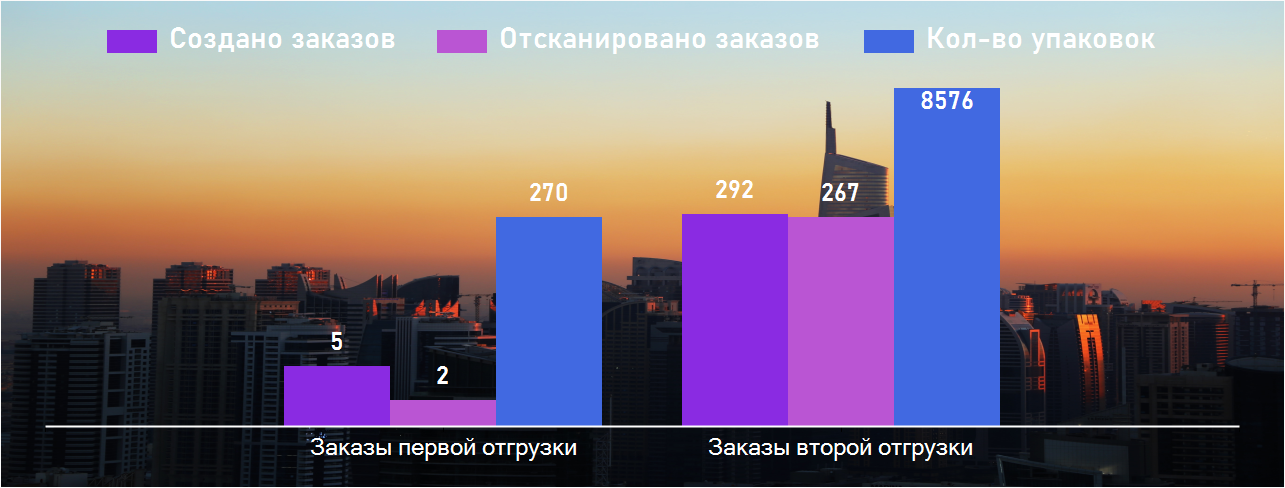 Создано заказов Отсканировано заказов Кол-во упаковок
8576
270 292 267
5
2
Заказы первой отгрузки Заказы второй отгрузки